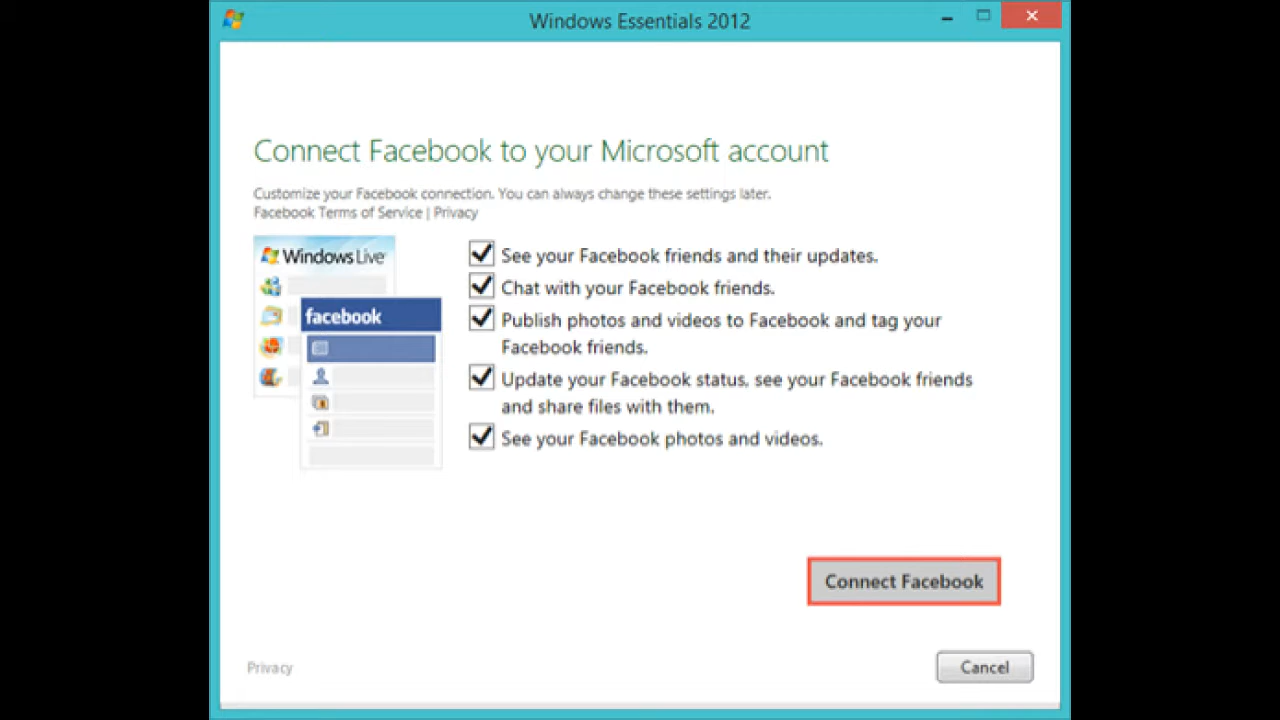 Windows Essentials 2012
Connect Facebook to your Microsoft account
Customize your Facebook connection. You can always change these settings later.
Facebook Terms of Service | Privacy
Windows Live
facebook
See your Facebook friends and their updates.
Chat with your Facebook friends.
Publish photos and videos to Facebook and tag your
Facebook friends.
Update your Facebook status, see your Facebook friends
and share files with them.
See your Facebook photos and videos.
Connect Facebook
Privacy
Cancel